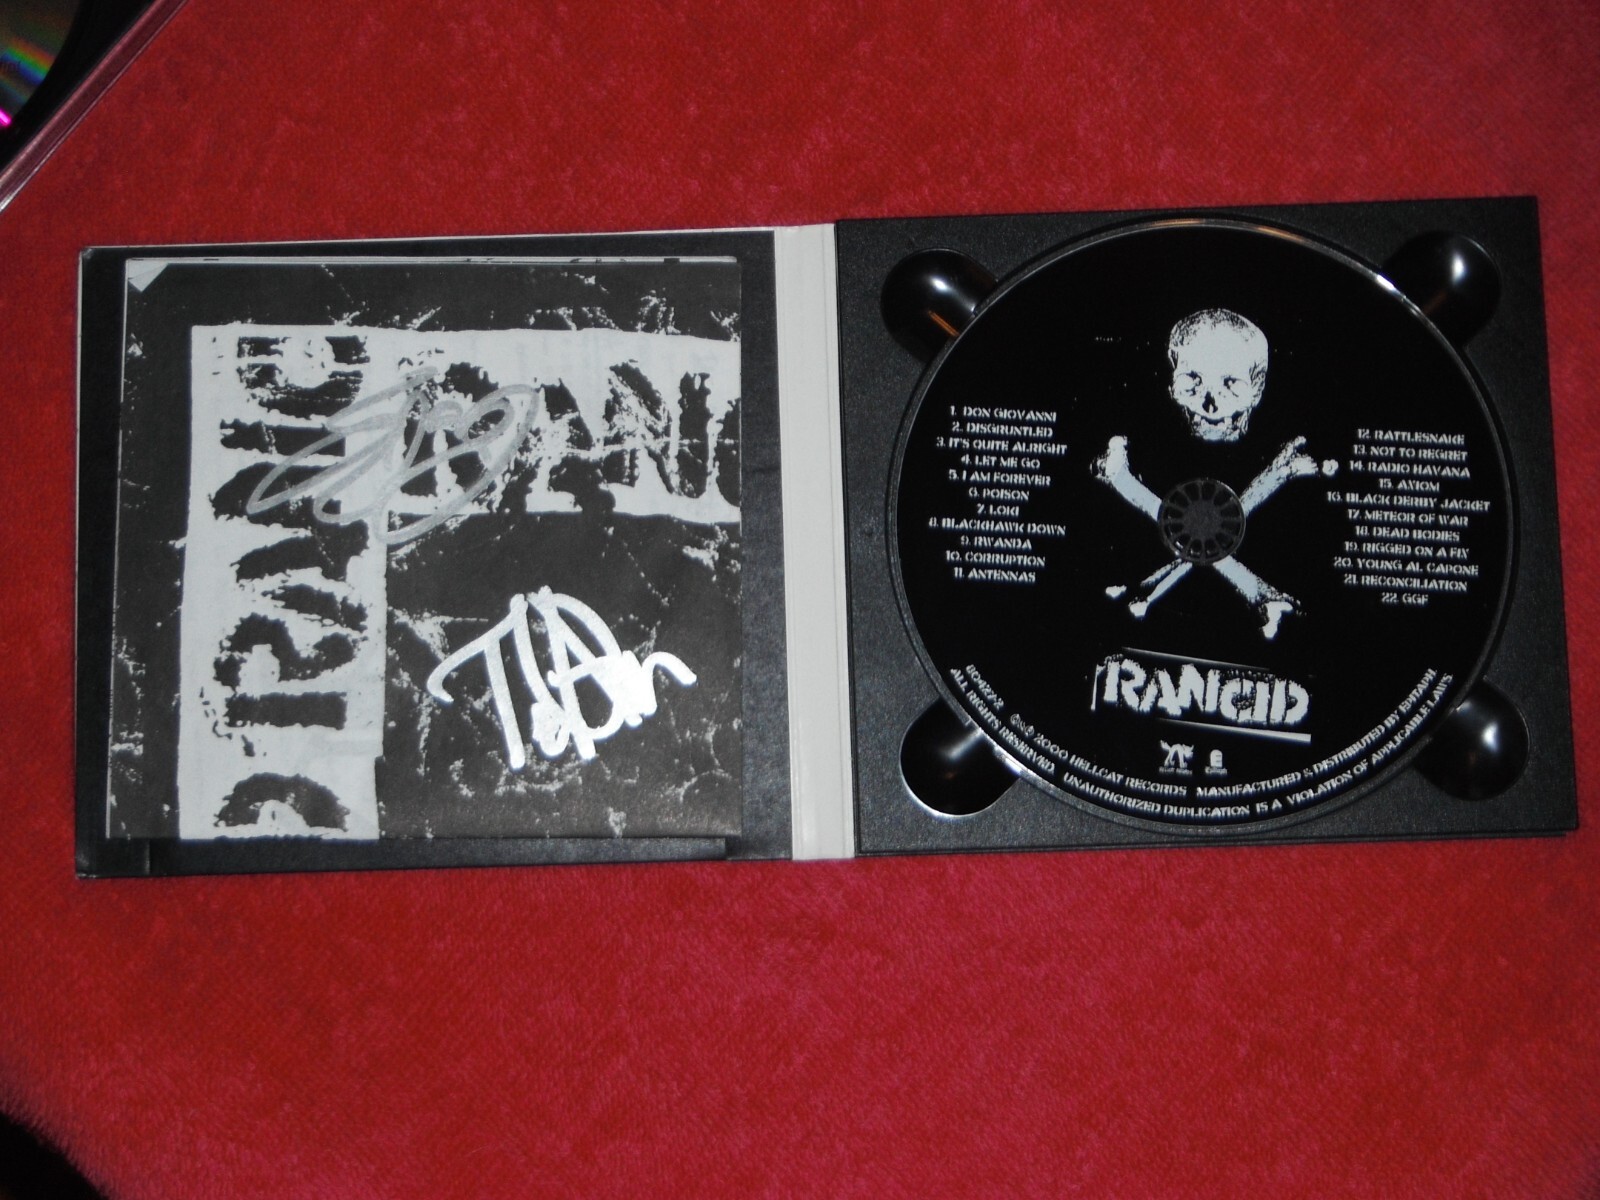 RANCID
RANCID
1. DON GIOVANNI
2. DISGRUNTLED
3. IT'S QUITE ALRIGHT
4. LET ME GO
5. I AM FOREVER
6. POISON
7. LOKI
8. BLACKHAWK DOWN
9. RWANDA
10. CORRUPTION
11. ANTENNAS
12. RATTLESNAKE
13. NOT TO REGRET
14. RADIO HAVANA
15. AXIOM
16. BLACK DERBY JACKET
17. METEOR OF WAR
18. DEAD BODIES
19. RIGGED ON A FIX
20. YOUNG AL CAPONE
21. RECONCILIATION
22. GGF
RANCID
80427-2 ℗&© 2000 HELLCAT RECORDS MANUFACTURED & DISTRIBUTED BY EPITAPH.
ALL RIGHTS RESERVED UNAUTHORIZED DUPLICATION IS A VIOLATION OF APPLICABLE LAWS